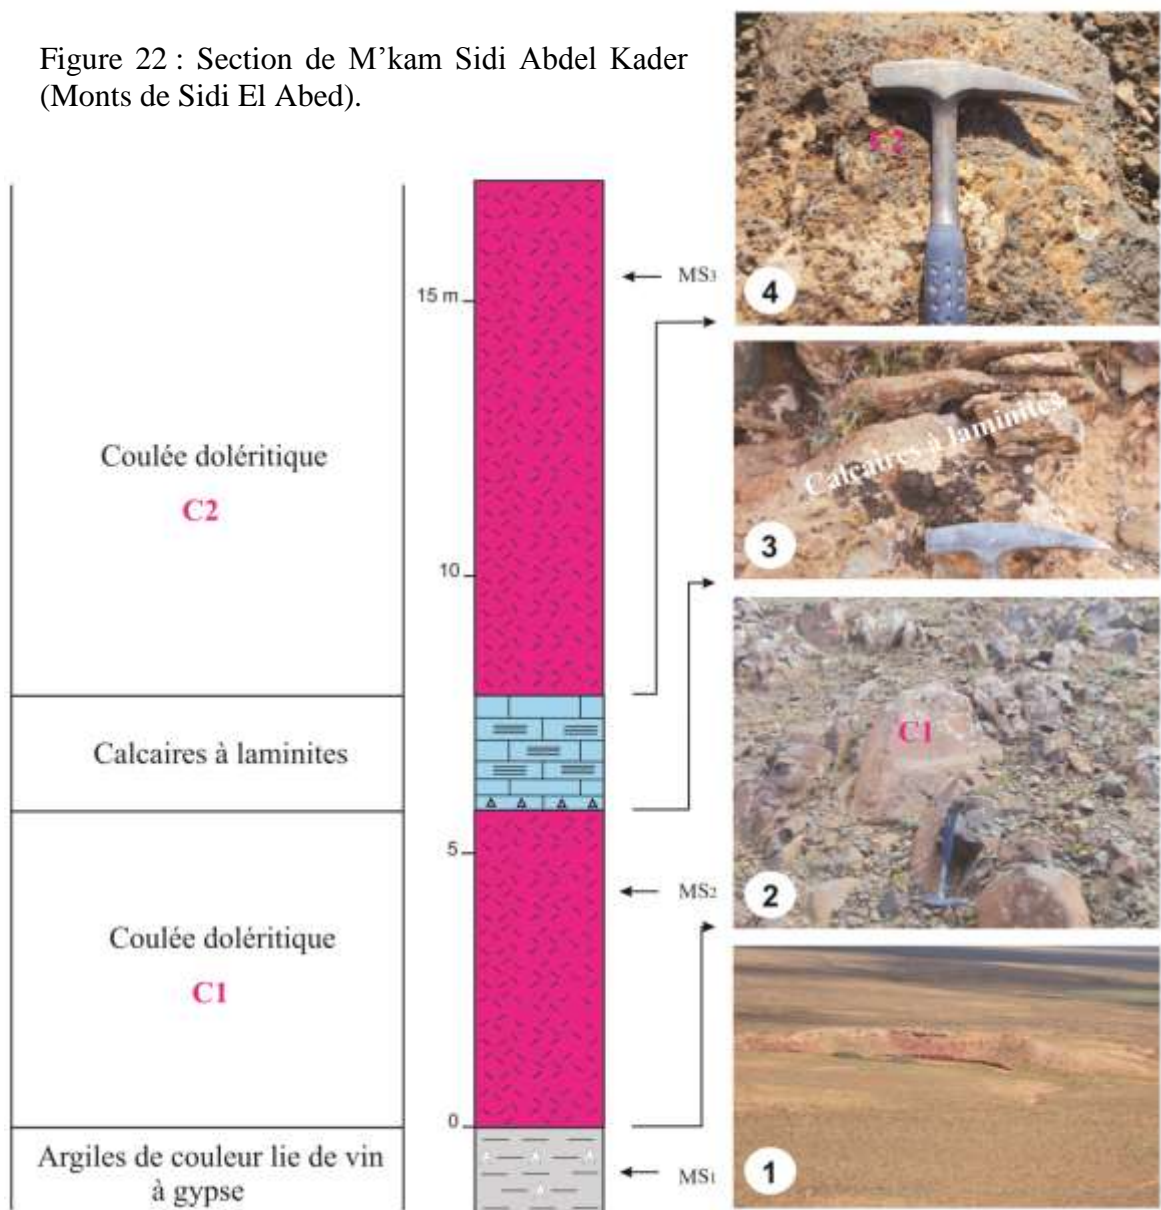 Figure 22 : Section de M’kam Sidi Abdel Kader
(Monts de Sidi El Abed).
Coulée doléritique
C2
Calcaires à laminites
Coulée doléritique
C1
Argiles de couleur lie de vin
à gypse
15 m
10
5
0
MS3
MS2
MS1
C2
4
Calcaires à laminites
3
C1
2
1
A A A
A